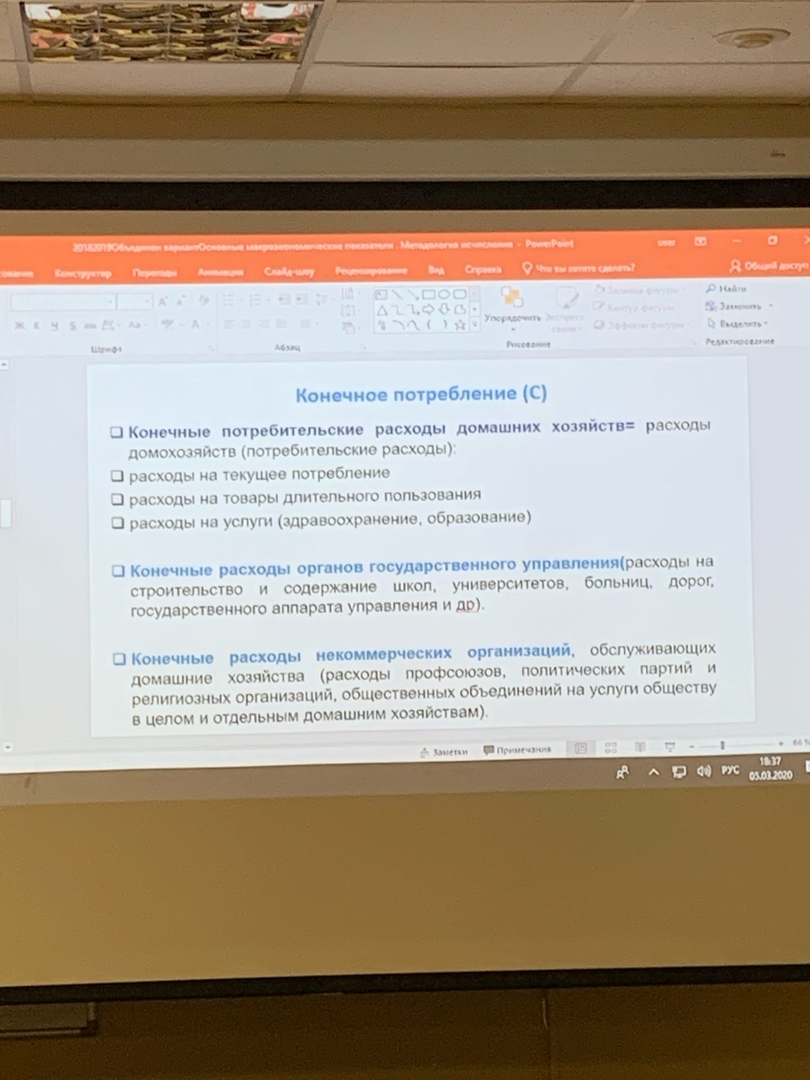 20182019Объединен вариантОсновные макроэкономические показатели . Методология исчисления - PowerPoint
user
Конструктор Переходы Анимация Слайд-шоу Рецензирование Вид Справка Что вы хотите сделать? Общий доступ
Найти
Заменить
Выделить
Упорядочить
Заливка фигуры
Контур фигуры
Эффекты фигуры
Ж К Ч S
Шрифт Абзац Рисование Редактирование
Конечное потребление (С)
❑ Конечные потребительские расходы домашних хозяйств= расходы
домохозяйств (потребительские расходы):
❑ расходы на текущее потребление
❑ расходы на товары длительного пользования
❑ расходы на услуги (здравоохранение, образование)
❑ Конечные расходы органов государственного управления(расходы на
строительство и содержание школ, университетов, больниц, дорог,
государственного аппарата управления и др).
❑ Конечные расходы некоммерческих организаций, обслуживающих
домашние хозяйства (расходы профсоюзов, политических партий и
религиозных организаций, общественных объединений на услуги обществу
в целом и отдельным домашним хозяйствам).
Заметки Примечания
РУС
18:37
05.03.2020